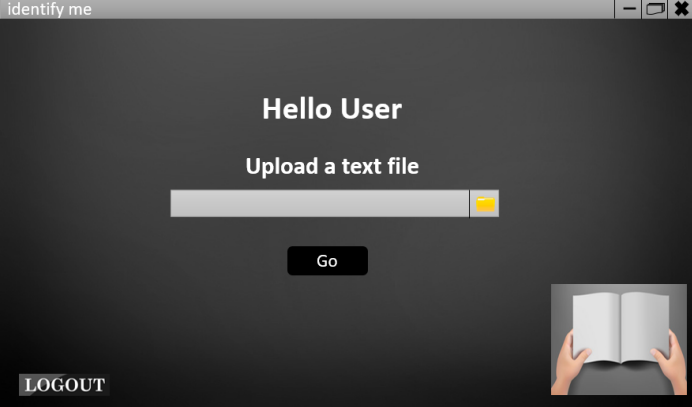 identify me
Hello User
Upload a text file
Go
LOGOUT